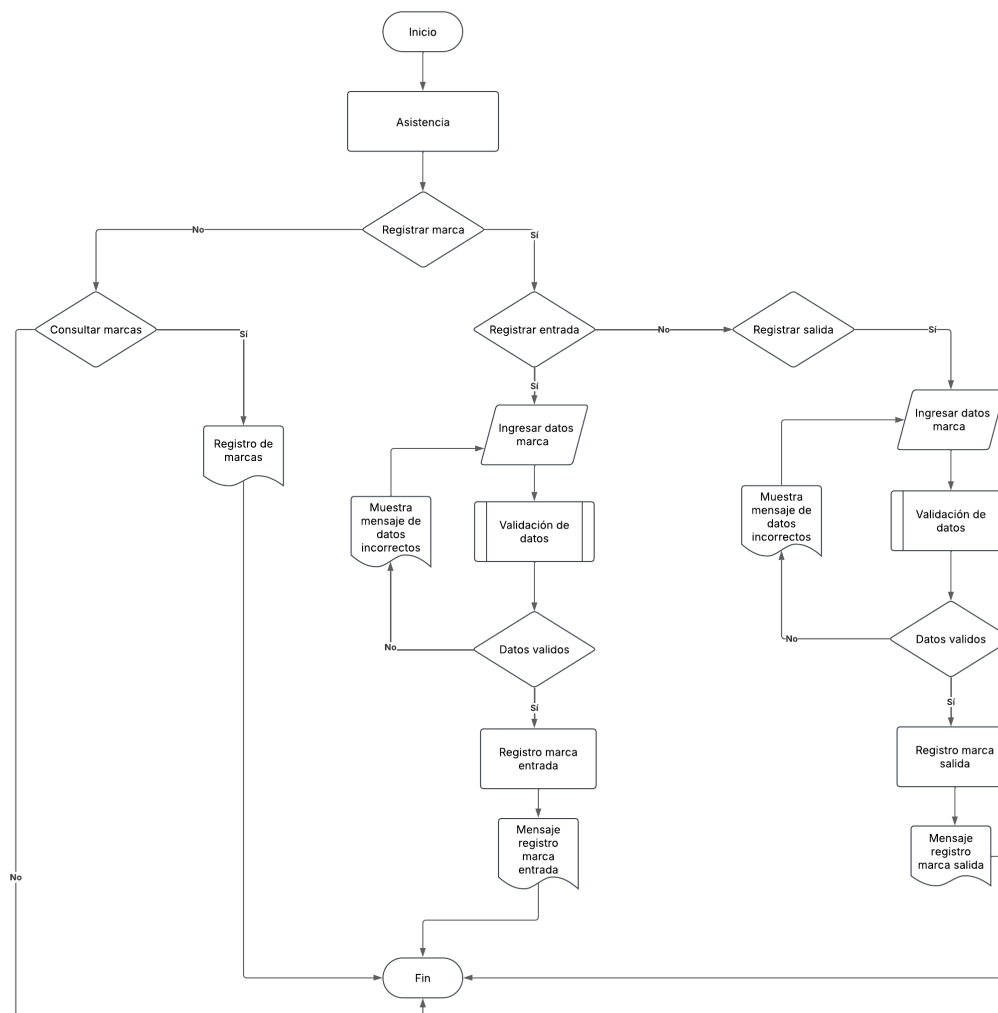 Inicio
Asistencia
Registrar marca
No
Sí
Consultar marcas
Sí
Registrar entrada
No
Registrar salida
Sí
Sí
Registro de
marcas
Ingresar datos
marca
Ingresar datos
marca
Muestra
mensaje de
datos
incorrectos
Validación de
datos
Muestra
mensaje de
datos
incorrectos
Validación de
datos
No
Datos validos
No
Datos validos
Sí
Sí
Registro marca
entrada
Registro marca
salida
Mensaje
registro
marca
entrada
Mensaje
registro
marca salida
No
Fin